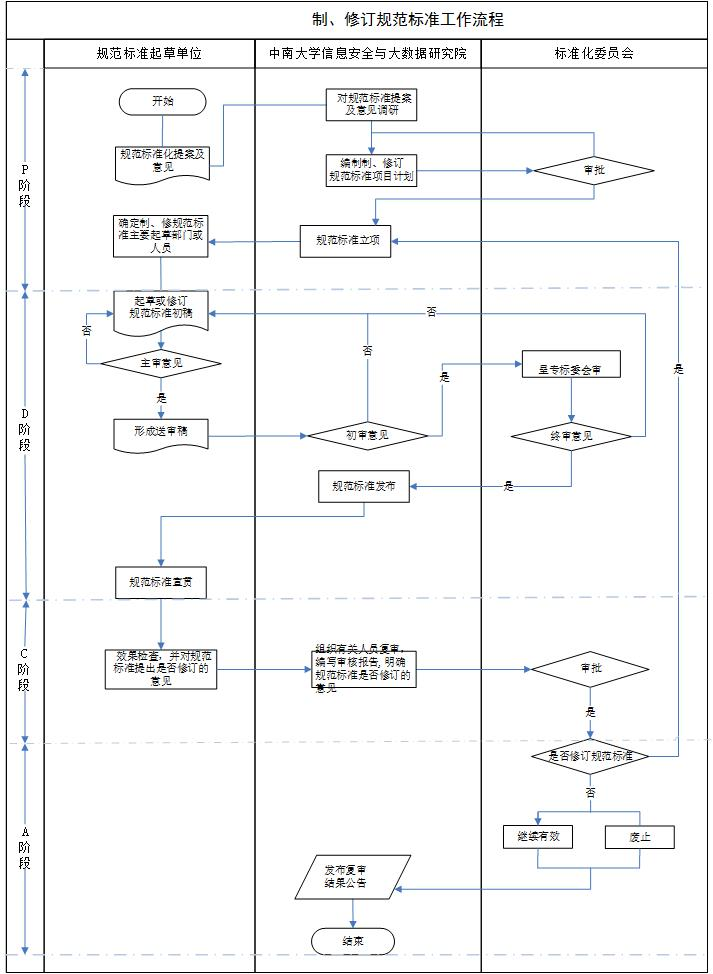 制、修订规范标准工作流程
规范标准起草单位
中南大学信息安全与大数据研究院
标准化委员会
P
阶
段
开始
对规范标准提案
及意见调研
规范标准化提案及
意见
编制制、修订
规范标准项目计划
审批
确定制、修规范标
准主要起草部门或
人员
规范标准立项
D
阶
段
起草或修订
规范标准初稿
否
否
否
是
主审意见
呈专标委会审
是
是
形成送审稿
初审意见
终审意见
规范标准发布
是
规范标准宣贯
C
阶
段
效果检查，并对规范
标准提出是否修订的
意见
组织有关人员复审，
编写审核报告, 明确
规范标准是否修订的
意见
审批
是
A
阶
段
是否修订规范标准
否
继续有效
废止
发布复审
结果公告
结束